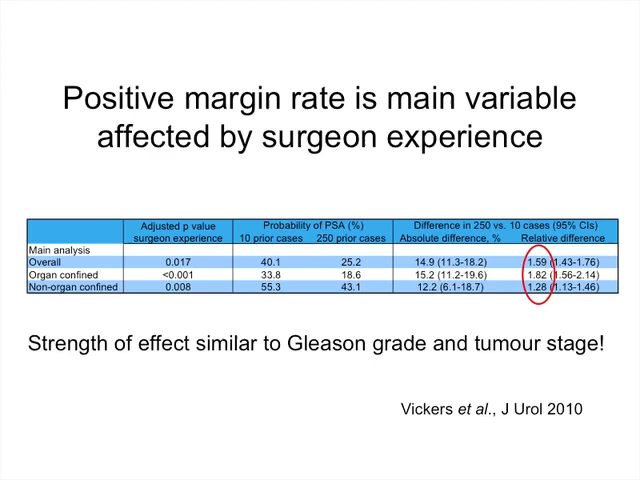 Positive margin rate is main variable
affected by surgeon experience
Adjusted p value Probability of PSA (%) Difference in 250 vs. 10 cases (95% CIs)
surgeon experience 10 prior cases 250 prior cases Absolute difference, % Relative difference
Main analysis
Overall 0.017 40.1 25.2 14.9 (11.3-18.2) 1.59 (1.43-1.76)
Organ confined <0.001 33.8 18.6 15.2 (11.2-19.6) 1.82 (1.56-2.14)
Non-organ confined 0.008 55.3 43.1 12.2 (6.1-18.7) 1.28 (1.13-1.46)
Strength of effect similar to Gleason grade and tumour stage!
Vickers et al., J Urol 2010